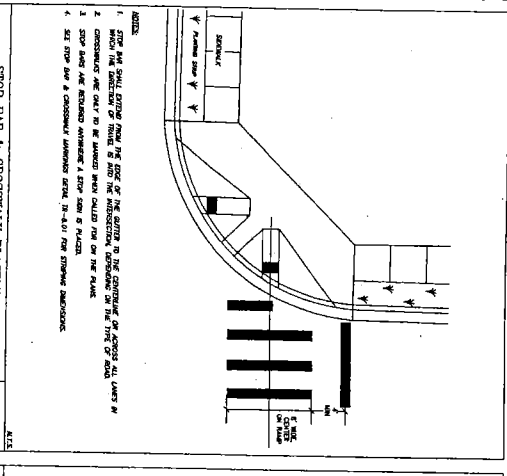 SIDEWALK
PLANTING STRIP
8' WIDE,
CENTER
ON RAMP
4'
MIN
NOTES:
1. STOP BAR SHALL EXTEND FROM THE EDGE OF THE GUTTER TO THE CENTERLINE OR ACROSS ALL LANES IN
WHICH THE DIRECTION OF TRAVEL IS INTO THE INTERSECTION, DEPENDING ON THE TYPE OF ROAD.
2. CROSSWALKS ARE ONLY TO BE MARKED WHEN CALLED FOR ON THE PLANS.
3. STOP BARS ARE REQUIRED ANYWHERE A STOP SIGN IS PLACED.
4. SEE STOP BAR & CROSSWALK MARKINGS DETAIL TR-8.01 FOR STRIPING DIMENSIONS.
N.T.S.
STOP BAR & CROSSWALK